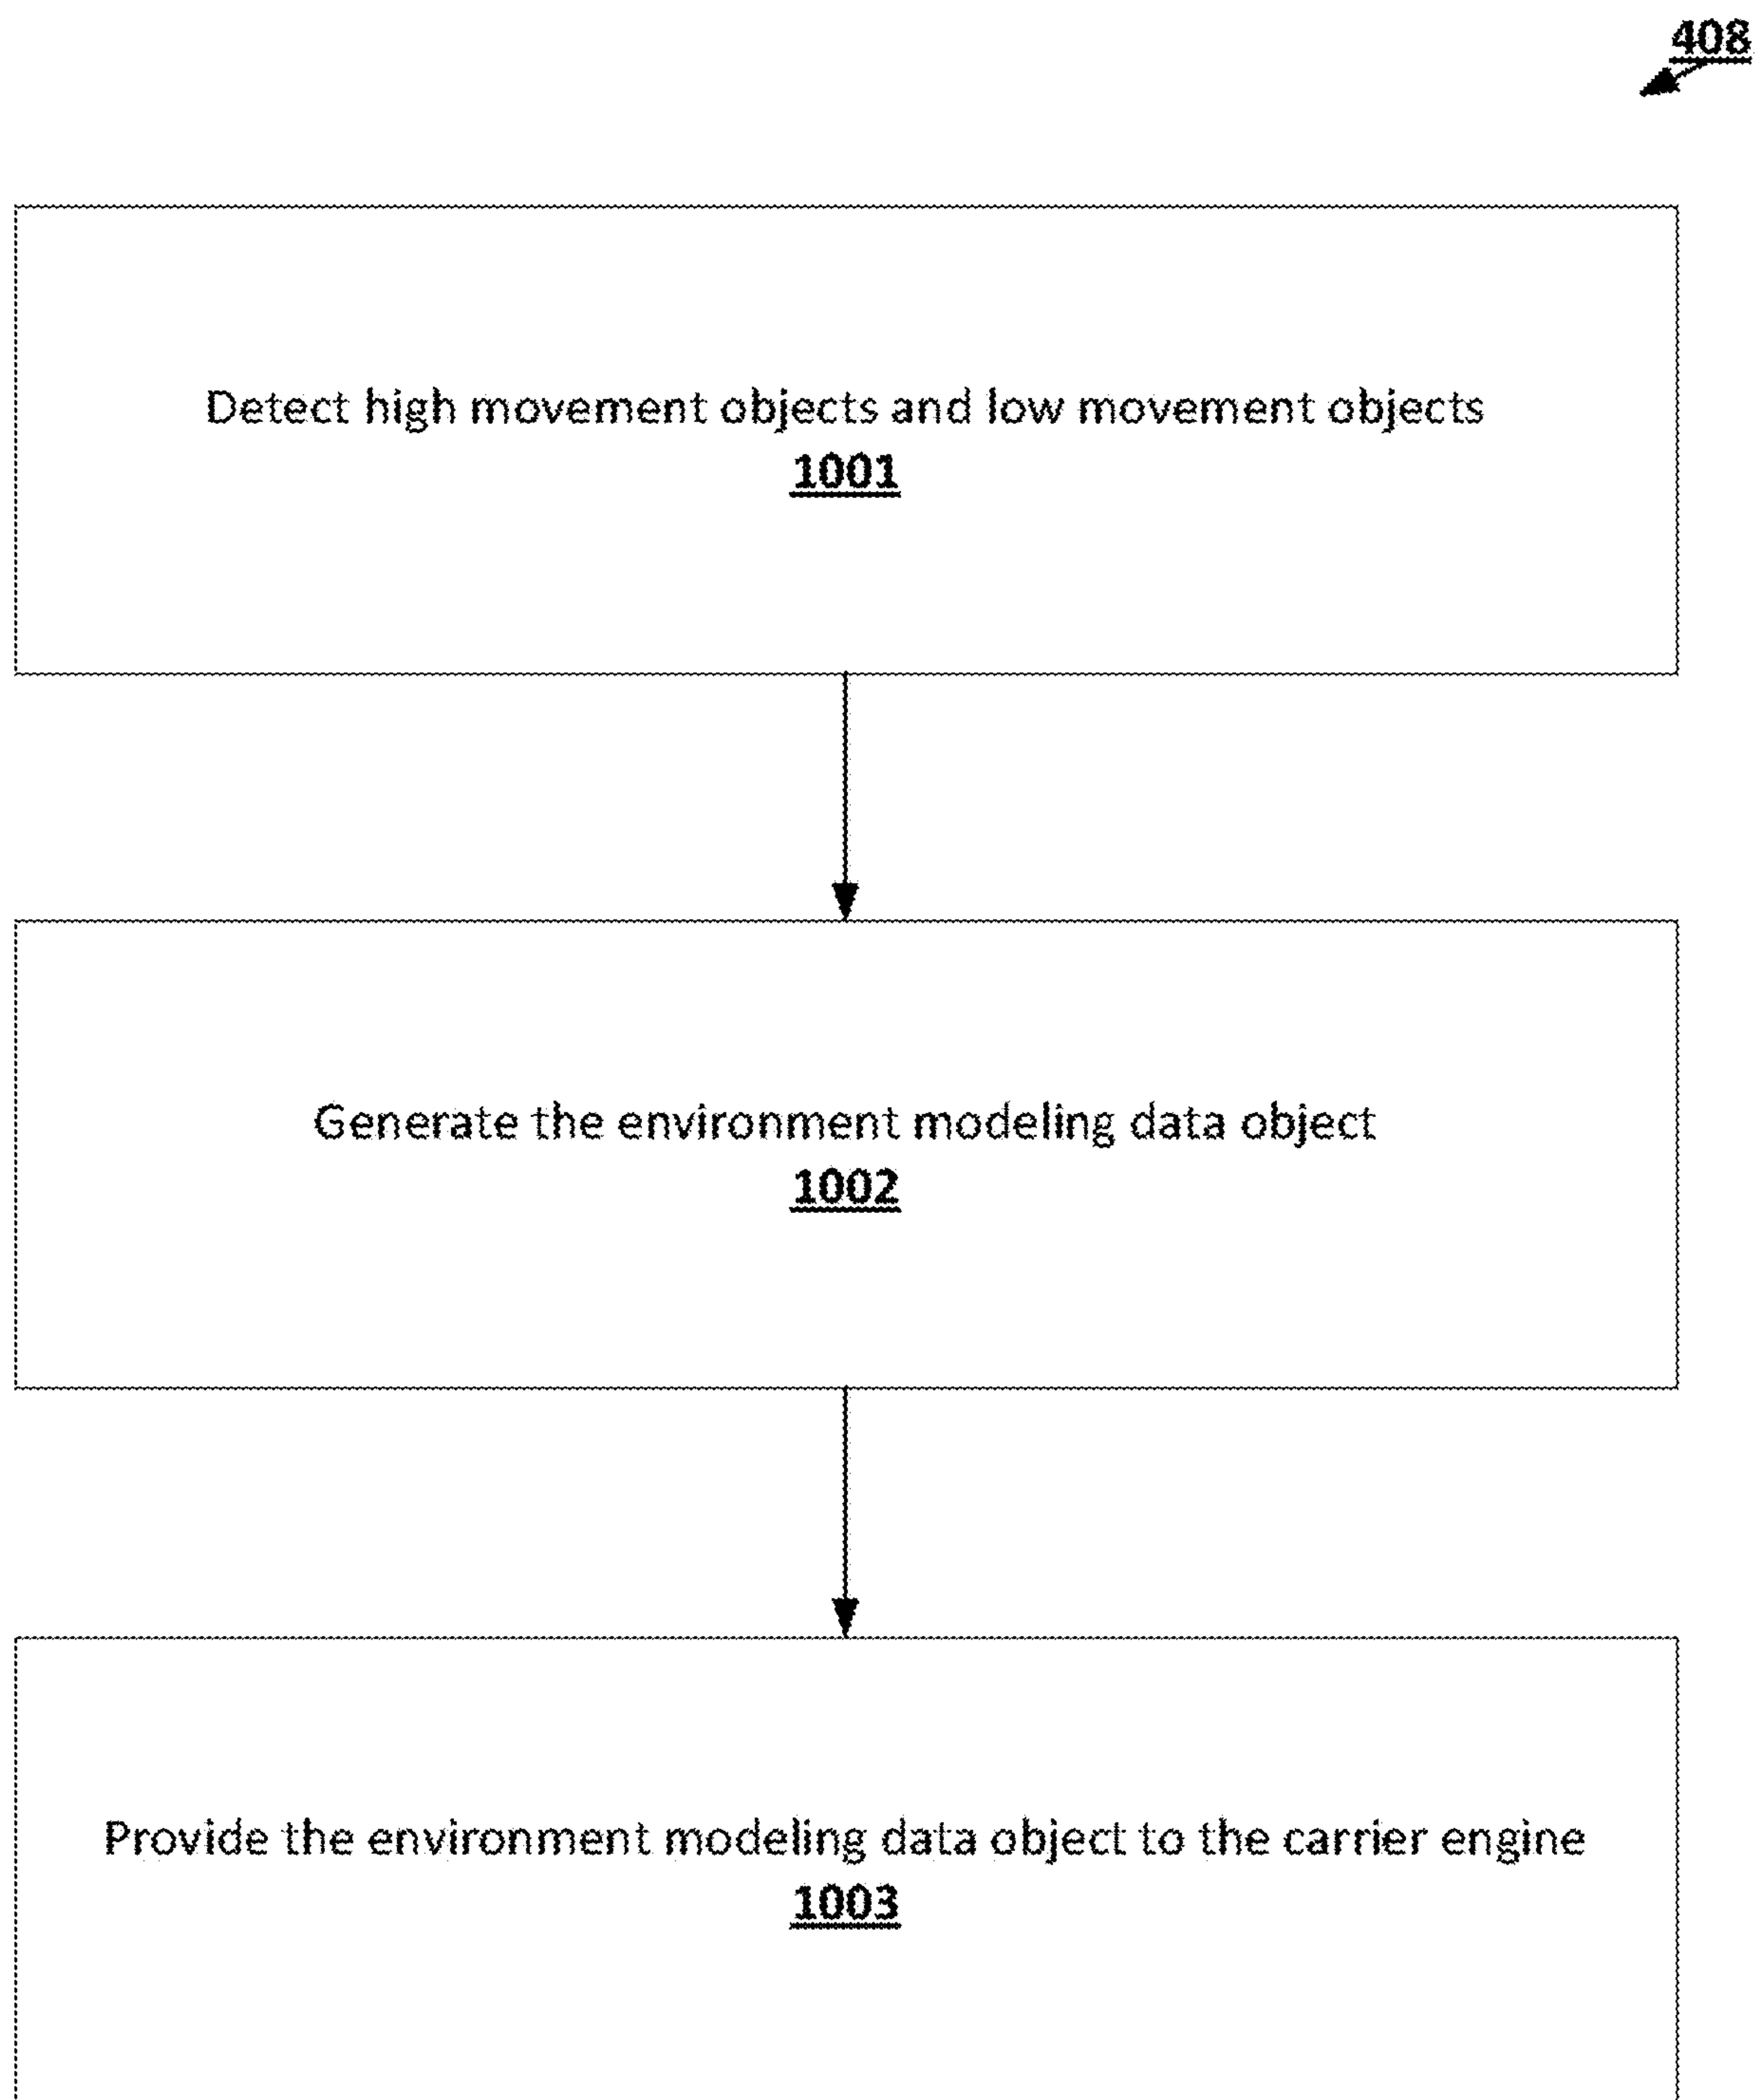 408
Detect high movement objects and low movement objects
1001
Generate the environment modeling data object
1002
Provide the environment modeling data object to the carrier engine
1003